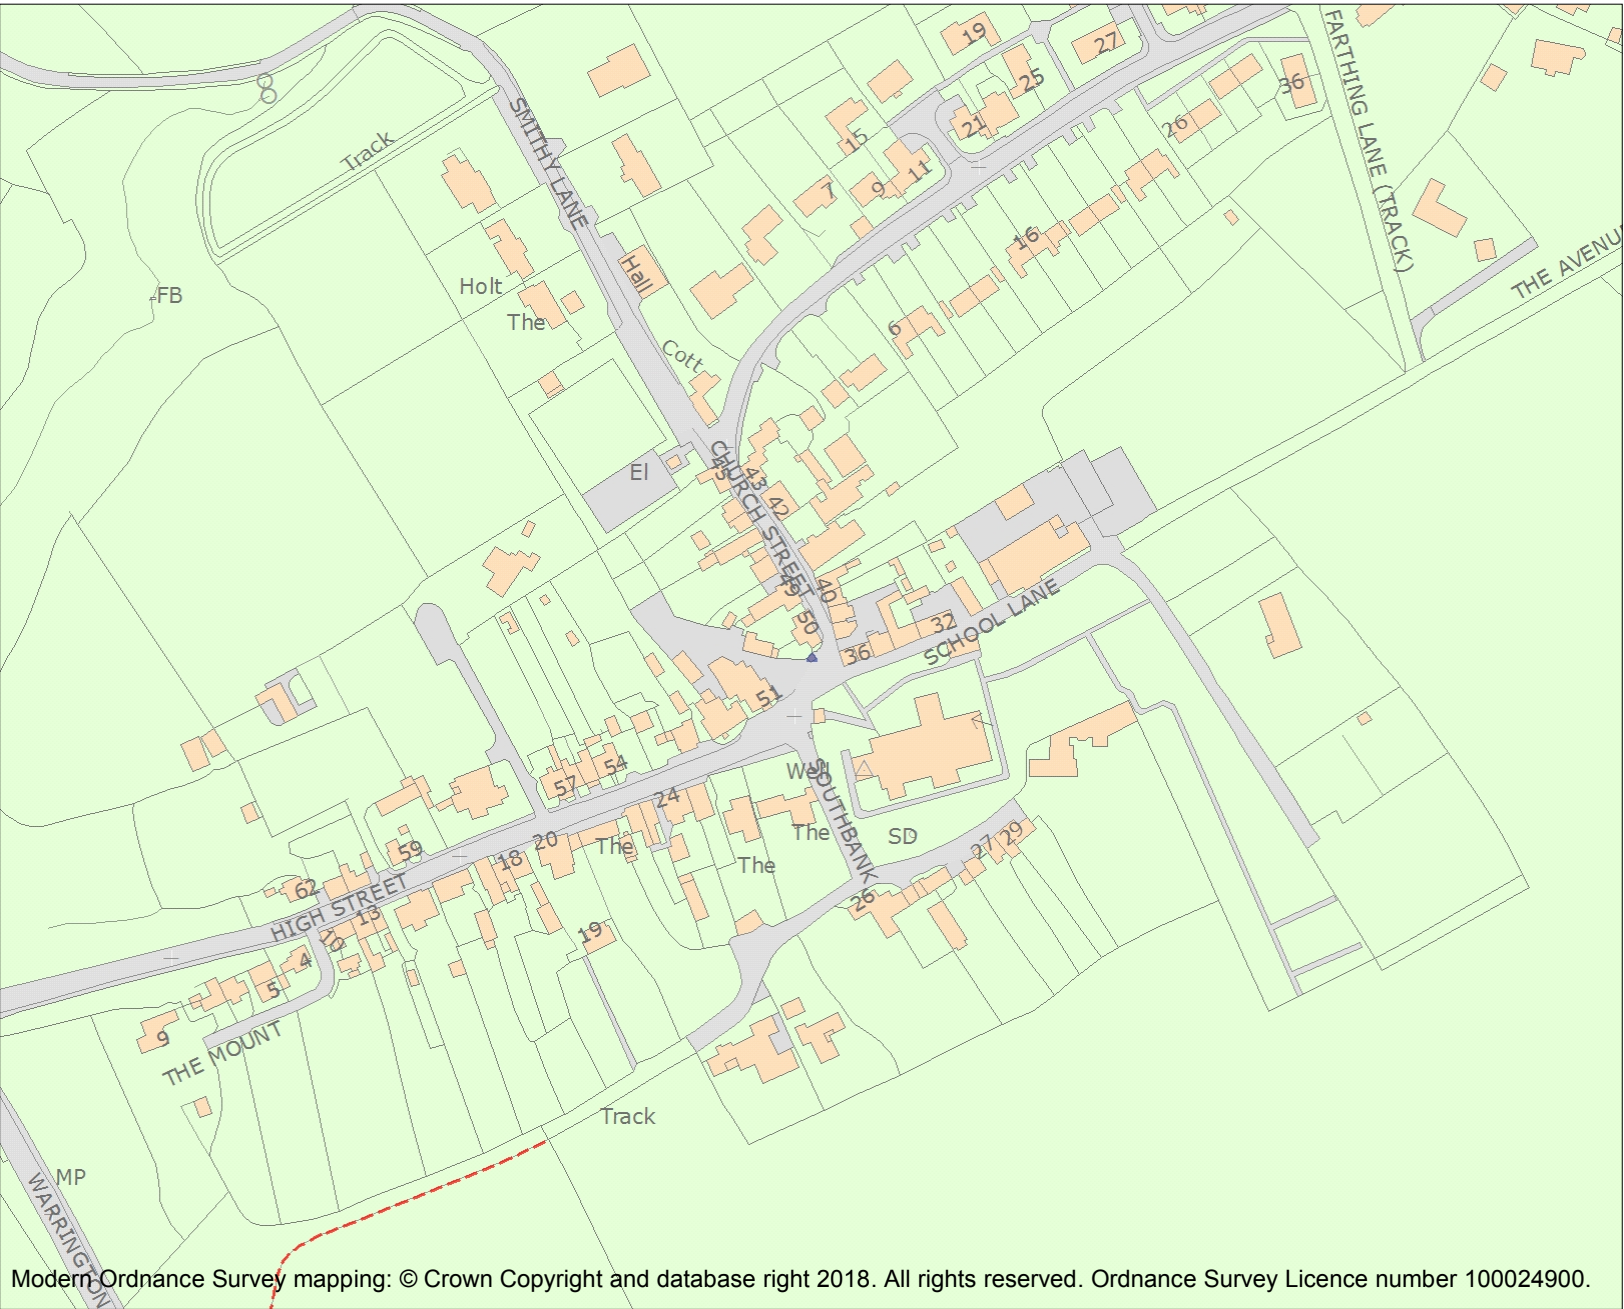 19
27
FARTHING LANE (TRACK)
25
36
21
26
15
SMITHY LANE
Track
11
7
9
16
THE AVENU
Hall
Holt
FB
The
6
Cott
El
CHURCH STREET
45
43
42
49
40
50
32
SCHOOL LANE
36
51
54
57
Well
SOUTHBANK
24
The
SD
20
The
59
18
The
27
29
62
26
HIGH STREET
13
10
19
4
5
9
THE MOUNT
Track
MP
WARRINGTON
Modern Ordnance Survey mapping: © Crown Copyright and database right 2018. All rights reserved. Ordnance Survey Licence number 100024900.